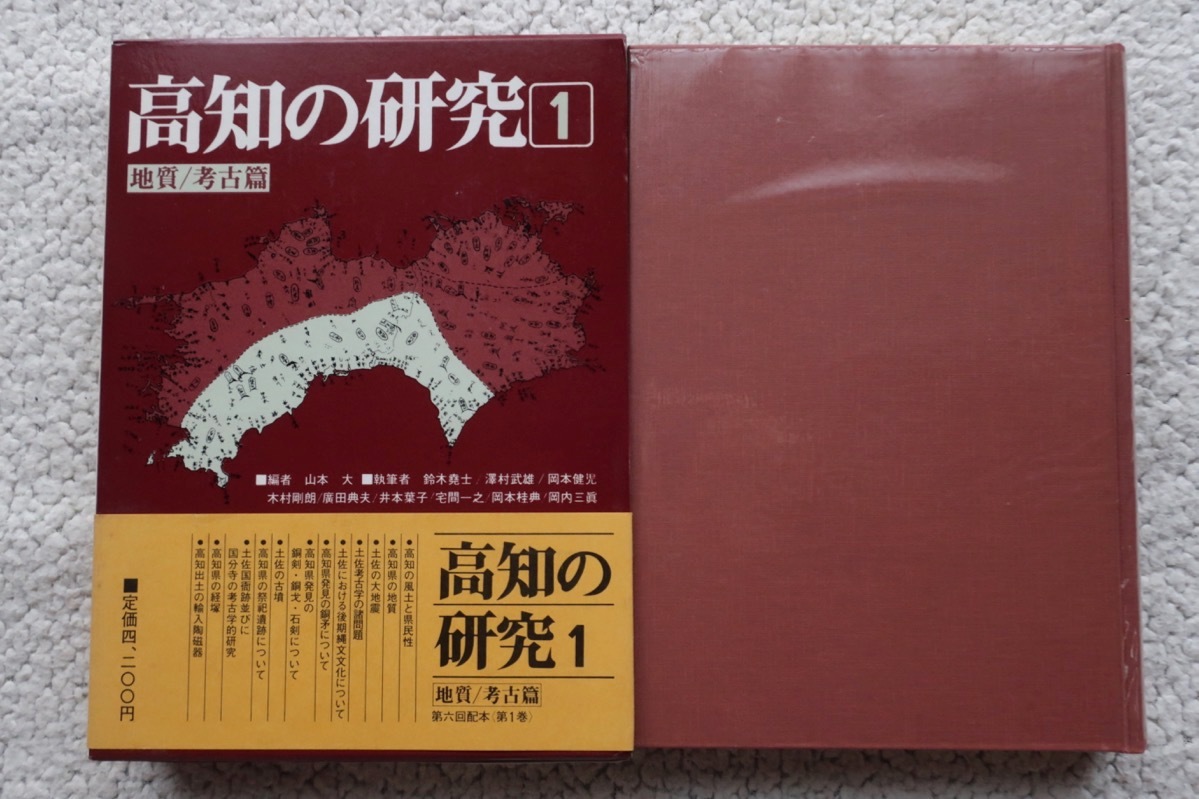 高知の研究1
地質/考古篇
■編者 山本 大■執筆者 鈴木堯士/澤村武雄/岡本健児
木村剛朗/廣田典夫/井本葉子/宅間一之/岡本桂典/岡内三眞
高知の
研究1
地質/考古篇
第六回配本(第1巻)
●高知の風土と県民性
●高知県の地質
●土佐の大地震
●土佐考古学の諸問題
●土佐における後期縄文文化について
●高知県発見の銅矛について
●高知県発見の
銅剣・銅戈・石剣について
●土佐の古墳
●高知県の祭祀遺跡について
●土佐国衙跡並びに
国分寺の考古学的研究
●高知県の経塚
●高知出土の輸入陶磁器
■定価四、二〇〇円